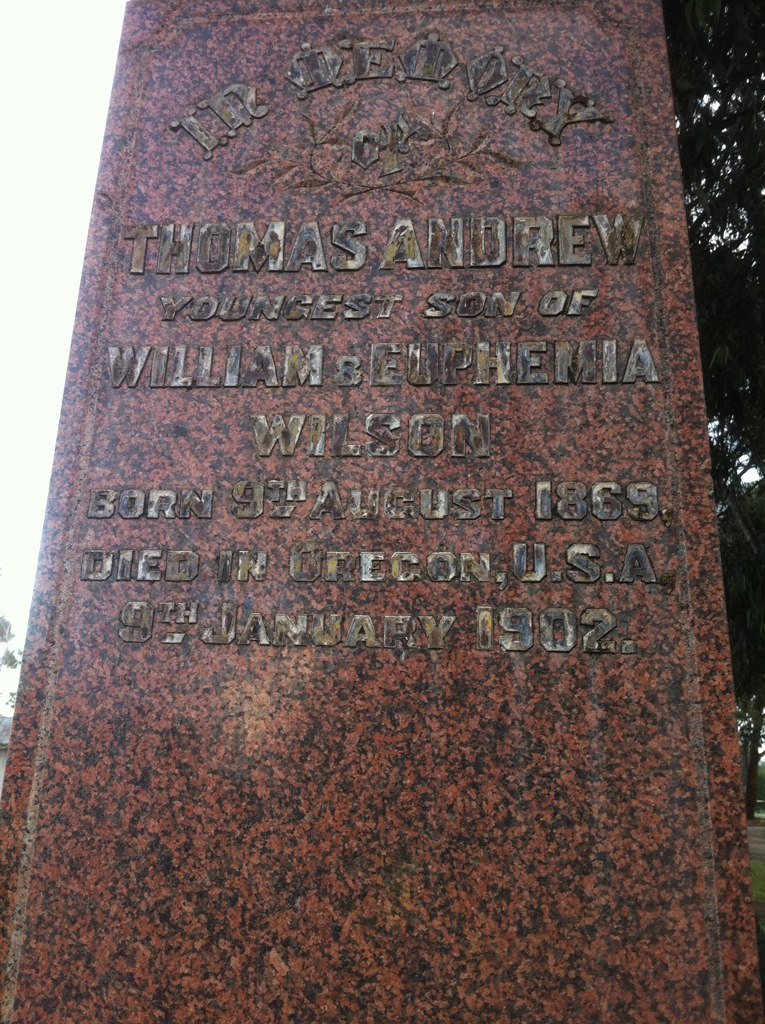 IN MEMORY
OF
THOMAS ANDREW
YOUNGEST SON OF
WILLIAM & EUPHEMIA
WILSON
BORN 9TH AUGUST 1869.
DIED IN OREGON, U.S.A.
9TH JANUARY 1902.